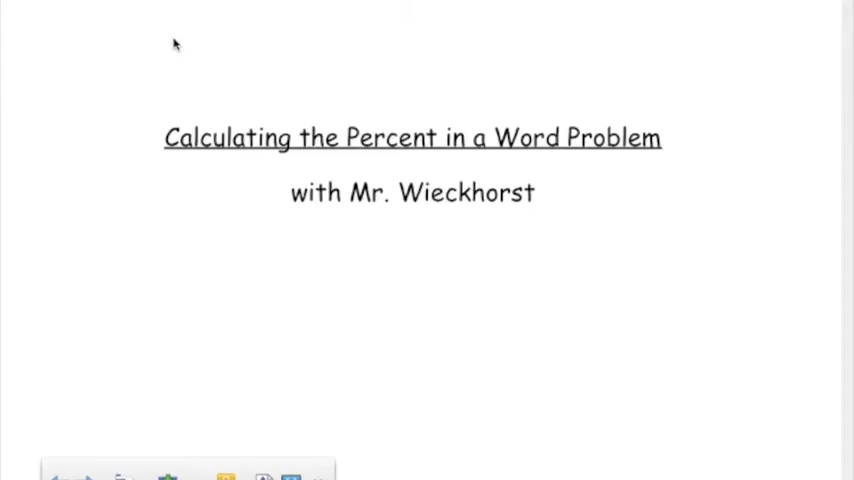 Calculating the Percent in a Word Problem
with Mr. Wieckhorst